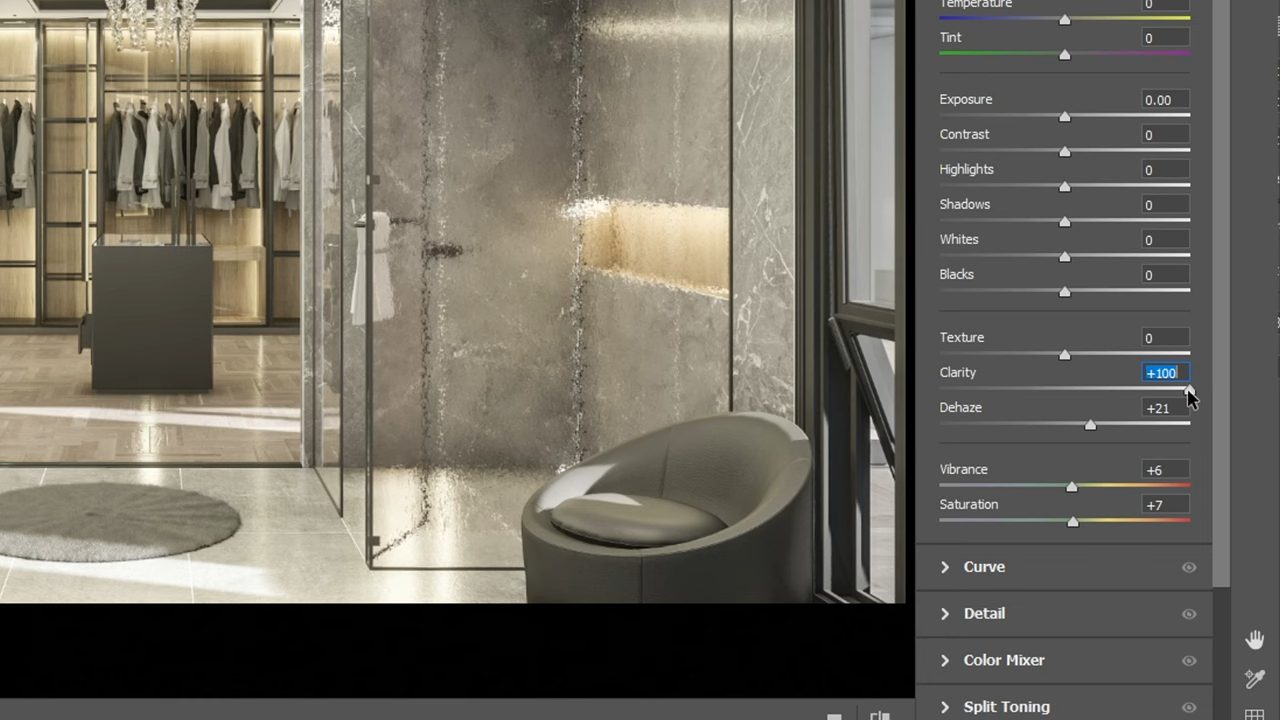 Temperature 0
Tint 0
Exposure 0.00
Contrast 0
Highlights 0
Shadows 0
Whites 0
Blacks 0
Texture 0
Clarity +100
Dehaze +21
Vibrance +6
Saturation +7
Curve
Detail
Color Mixer
Split Toning